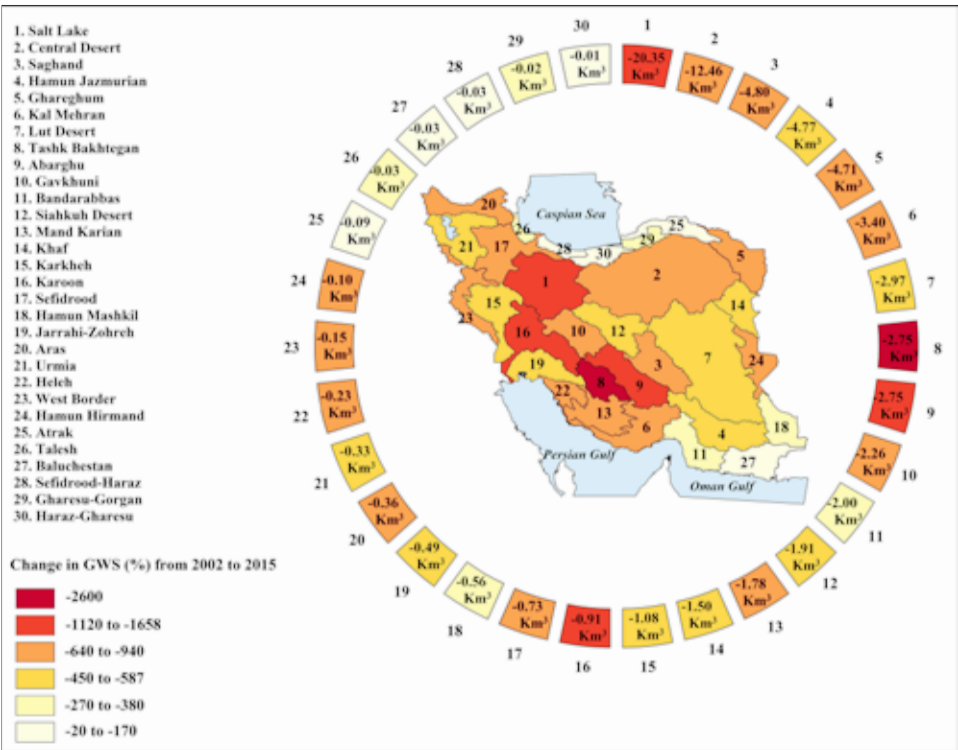 1. Salt Lake
2. Central Desert
3. Saghand
4. Hamun Jazmurian
5. Ghareghum
6. Kal Mehran
7. Lut Desert
8. Tashk Bakhtegan
9. Abarghu
10. Gavkhuni
11. Bandarabbas
12. Siahkuh Desert
13. Mand Karian
14. Khaf
15. Karkheh
16. Karoon
17. Sefidrood
18. Hamun Mashkil
19. Jarrahi-Zohreh
20. Aras
21. Urmia
22. Heleh
23. West Border
24. Hamun Hirmand
25. Atrak
26. Talesh
27. Baluchestan
28. Sefidrood-Haraz
29. Gharesu-Gorgan
30. Haraz-Gharesu
Change in GWS (%) from 2002 to 2015
-2600
-1120 to -1658
-640 to -940
-450 to -587
-270 to -380
-20 to -170
1
-20.35
Km³
2
-12.46
Km³
3
-4.80
Km³
4
-4.77
Km³
5
-4.71
Km³
6
-3.40
Km³
7
-2.97
Km³
8
-2.75
Km³
9
-2.75
Km³
10
-2.26
Km³
11
-2.00
Km³
12
-1.91
Km³
13
-1.78
Km³
14
-1.50
Km³
15
-1.08
Km³
16
-0.91
Km³
17
-0.73
Km³
18
-0.56
Km³
19
-0.49
Km³
20
-0.36
Km³
21
-0.33
Km³
22
-0.23
Km³
23
-0.15
Km³
24
-0.10
Km³
25
-0.09
Km³
26
-0.03
Km³
27
-0.03
Km³
28
-0.03
Km³
29
-0.02
Km³
30
-0.01
Km³
20
Caspian Sea
26
25
21
17
28
29
30
5
1
2
15
14
23
16
10
12
19
3
7
24
8
9
22
13
6
4
18
Persian Gulf
11
27
Oman Gulf